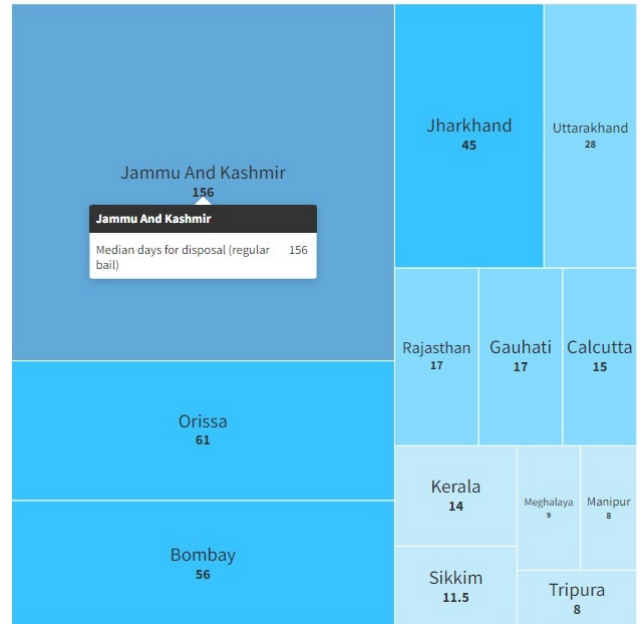 Jammu And Kashmir
156
Jammu And Kashmir
Median days for disposal (regular 156
bail)
Orissa
61
Bombay
56
Jharkhand
45
Uttarakhand
28
Rajasthan
17
Gauhati
17
Calcutta
15
Kerala
14
Sikkim
11.5
Meghalaya
9
Manipur
8
Tripura
8